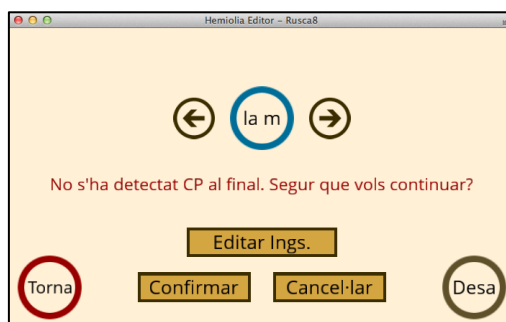 Hemiolia Editor – Rusca8
la m
No s'ha detectat CP al final. Segur que vols continuar?
Editar Ings.
Torna
Confirmar
Cancel·lar
Desa